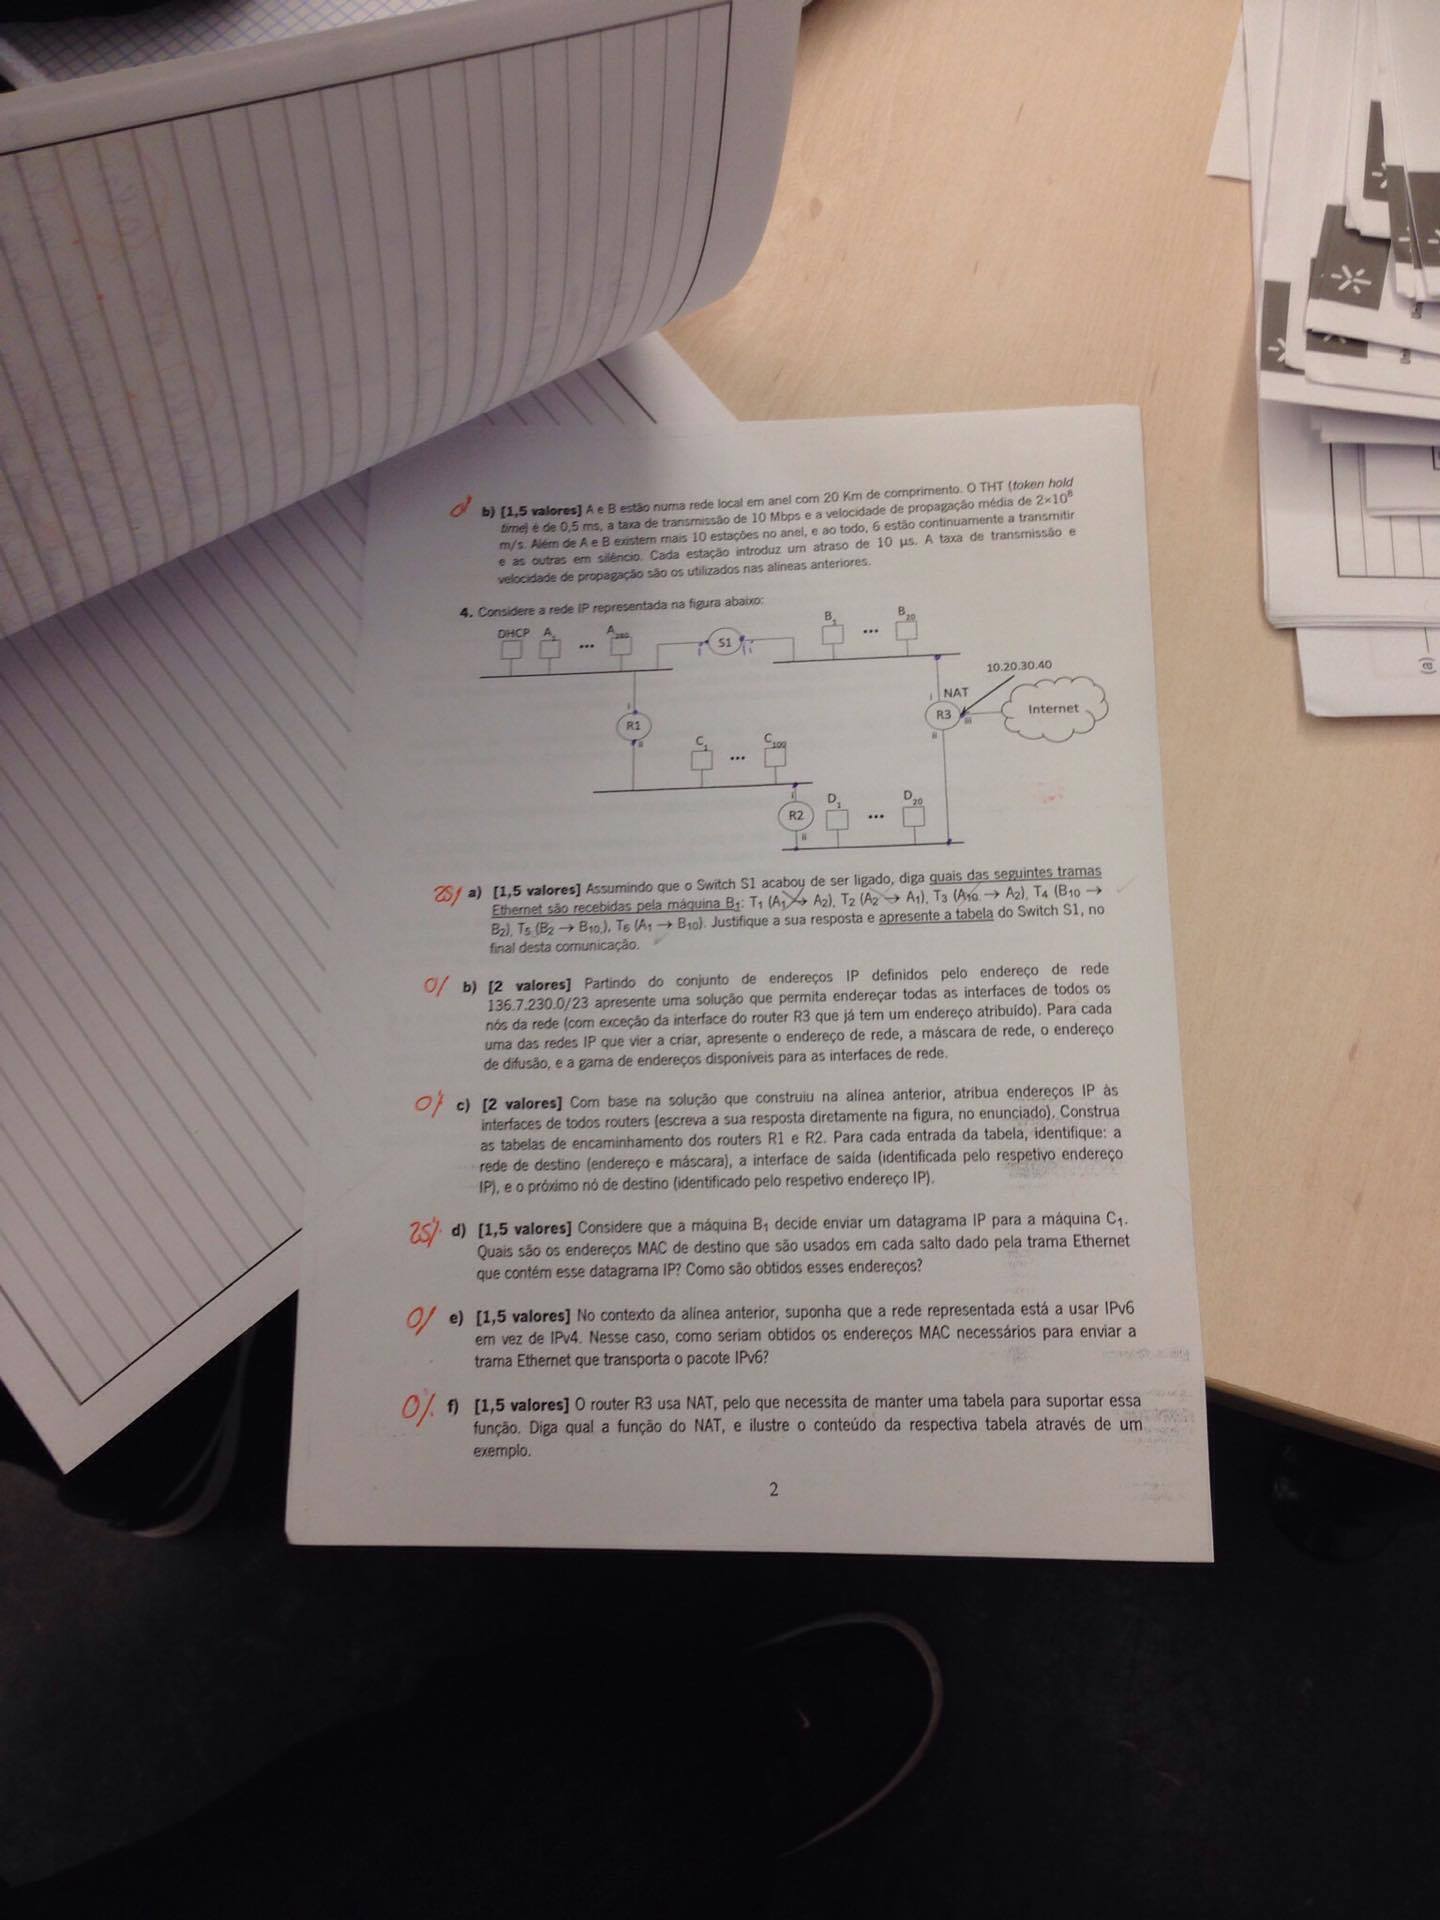 b) [1,5 valores] A e B estão numa rede local em anel com 20 Km de comprimento. O THT (token hold
time) é de 0,5 ms, a taxa de transmissão de 10 Mbps e a velocidade de propagação média de 2×10⁸
m/s. Além de A e B existem mais 10 estações no anel, e ao todo, 6 estão continuamente a transmitir
e as outras em silêncio. Cada estação introduz um atraso de 10 µs. A taxa de transmissão e
velocidade de propagação são os utilizados nas alíneas anteriores.
4. Considere a rede IP representada na figura abaixo:
DHCP A₁ ... A₂₈₀ i S1 ii B₁ ... B₂₀
10.20.30.40
i NAT
R3 iii Internet
ii
i
R1
ii
C₁ ... C₁₀₀
i
R2
ii
D₁ ... D₂₀
25% a) [1,5 valores] Assumindo que o Switch S1 acabou de ser ligado, diga quais das seguintes tramas
Ethernet são recebidas pela máquina B₁: T₁ (A₁ → A₂), T₂ (A₂ → A₁), T₃ (A₁₀ → A₂), T₄ (B₁₀ →
B₂), T₅ (B₂ → B₁₀,), T₆ (A₁ → B₁₀). Justifique a sua resposta e apresente a tabela do Switch S1, no
final desta comunicação.
0% b) [2 valores] Partindo do conjunto de endereços IP definidos pelo endereço de rede
136.7.230.0/23 apresente uma solução que permita endereçar todas as interfaces de todos os
nós da rede (com exceção da interface do router R3 que já tem um endereço atribuído). Para cada
uma das redes IP que vier a criar, apresente o endereço de rede, a máscara de rede, o endereço
de difusão, e a gama de endereços disponíveis para as interfaces de rede.
0% c) [2 valores] Com base na solução que construiu na alínea anterior, atribua endereços IP às
interfaces de todos routers (escreva a sua resposta diretamente na figura, no enunciado). Construa
as tabelas de encaminhamento dos routers R1 e R2. Para cada entrada da tabela, identifique: a
rede de destino (endereço e máscara), a interface de saída (identificada pelo respetivo endereço
IP), e o próximo nó de destino (identificado pelo respetivo endereço IP).
25% d) [1,5 valores] Considere que a máquina B₁ decide enviar um datagrama IP para a máquina C₁.
Quais são os endereços MAC de destino que são usados em cada salto dado pela trama Ethernet
que contém esse datagrama IP? Como são obtidos esses endereços?
0% e) [1,5 valores] No contexto da alínea anterior, suponha que a rede representada está a usar IPv6
em vez de IPv4. Nesse caso, como seriam obtidos os endereços MAC necessários para enviar a
trama Ethernet que transporta o pacote IPv6?
0% f) [1,5 valores] O router R3 usa NAT, pelo que necessita de manter uma tabela para suportar essa
função. Diga qual a função do NAT, e ilustre o conteúdo da respectiva tabela através de um
exemplo.
2